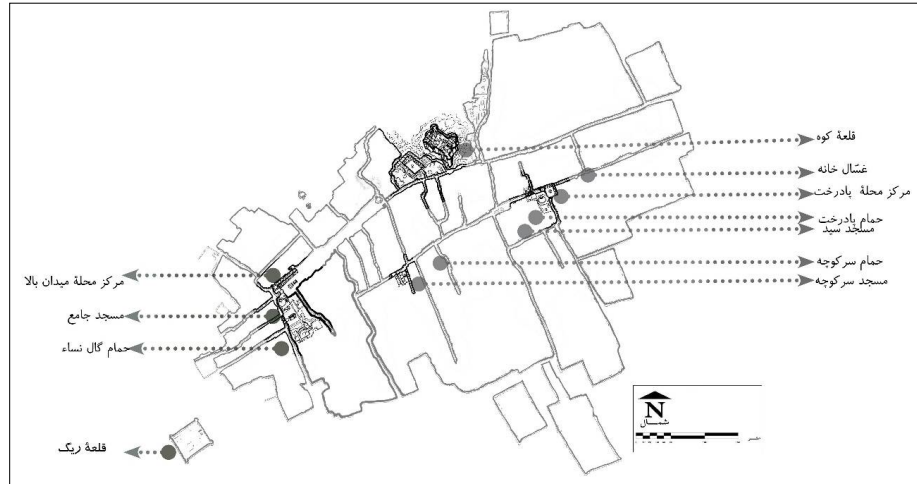 قلعهٔ کوه
غسّال خانه
مرکز محلهٔ پادرخت
حمام پادرخت
مسجد سید
حمام سرکوچه
مسجد سرکوچه
مرکز محلهٔ میدان بالا
مسجد جامع
حمام گال نساء
قلعهٔ ریگ
N
شمال